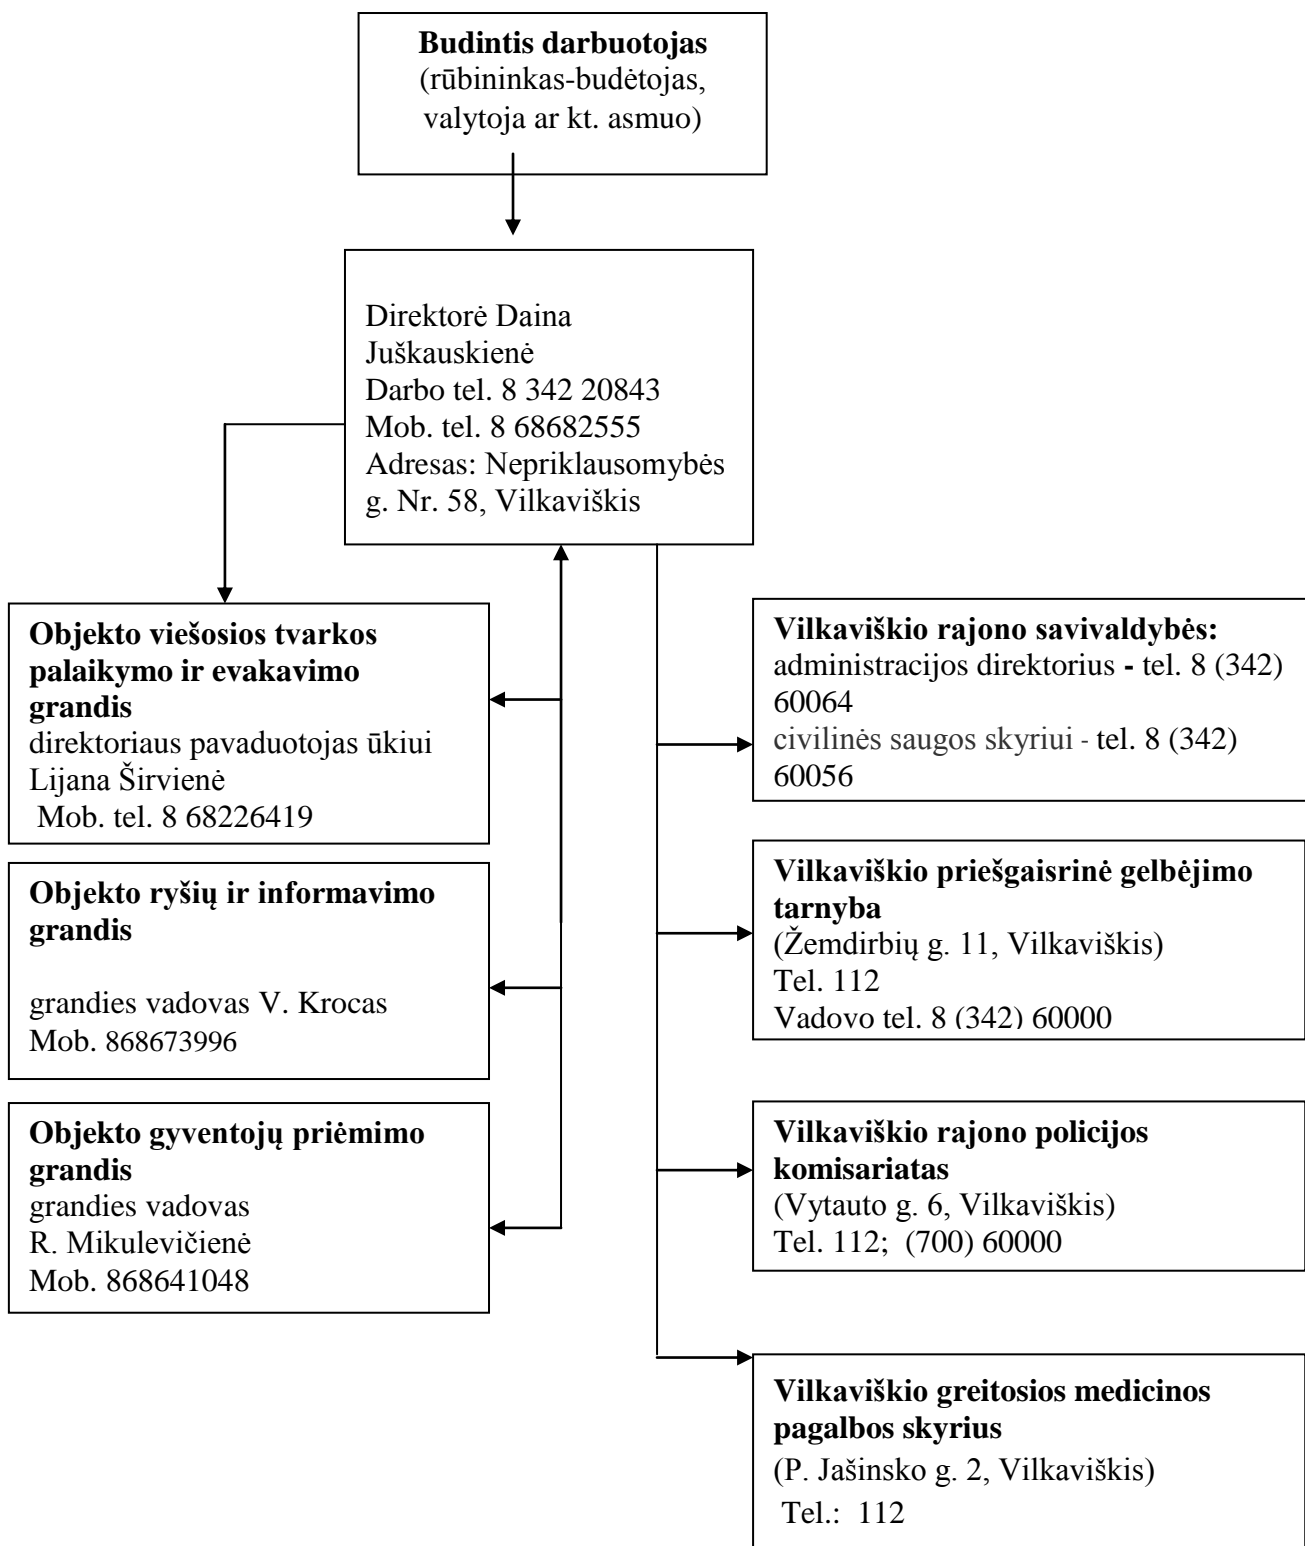 Budintis darbuotojas
(rūbininkas-budėtojas,
valytoja ar kt. asmuo)
Direktorė Daina
Juškauskienė
Darbo tel. 8 342 20843
Mob. tel. 8 68682555
Adresas: Nepriklausomybės
g. Nr. 58, Vilkaviškis
Objekto viešosios tvarkos
palaikymo ir evakavimo
grandis
direktoriaus pavaduotojas ūkiui
Lijana Širvienė
Mob. tel. 8 68226419
Objekto ryšių ir informavimo
grandis
grandies vadovas V. Krocas
Mob. 868673996
Objekto gyventojų priėmimo
grandis
grandies vadovas
R. Mikulevičienė
Mob. 868641048
Vilkaviškio rajono savivaldybės:
administracijos direktorius - tel. 8 (342)
60064
civilinės saugos skyriui - tel. 8 (342)
60056
Vilkaviškio priešgaisrinė gelbėjimo
tarnyba
(Žemdirbių g. 11, Vilkaviškis)
Tel. 112
Vadovo tel. 8 (342) 60000
Vilkaviškio rajono policijos
komisariatas
(Vytauto g. 6, Vilkaviškis)
Tel. 112; (700) 60000
Vilkaviškio greitosios medicinos
pagalbos skyrius
(P. Jašinsko g. 2, Vilkaviškis)
Tel.: 112